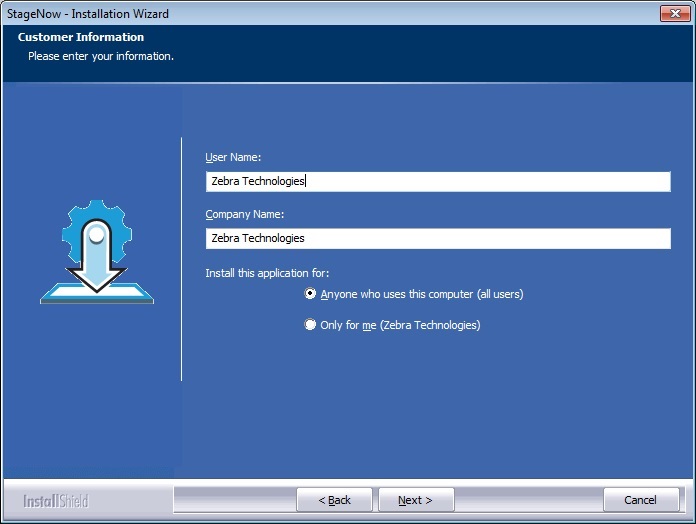 StageNow - Installation Wizard
Customer Information
Please enter your information.
User Name:
Zebra Technologies
Company Name:
Zebra Technologies
Install this application for:
Anyone who uses this computer (all users)
Only for me (Zebra Technologies)
InstallShield
< Back
Next >
Cancel